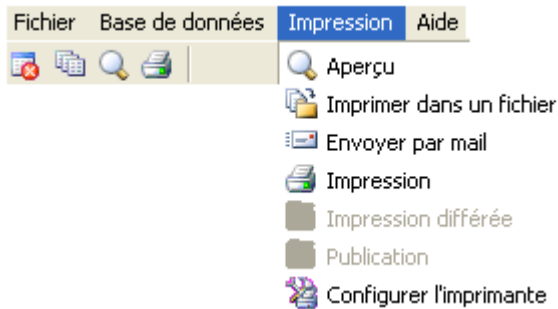 Fichier Base de données Impression Aide
Aperçu
Imprimer dans un fichier
Envoyer par mail
Impression
Impression différée
Publication
Configurer l'imprimante